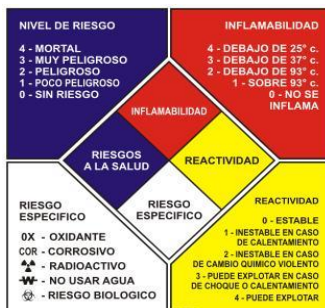 NIVEL DE RIESGO
4 - MORTAL
3 - MUY PELIGROSO
2 - PELIGROSO
1 - POCO PELIGROSO
0 - SIN RIESGO
INFLAMABILIDAD
4 - DEBAJO DE 25° c.
3 - DEBAJO DE 37° c.
2 - DEBAJO DE 93° c.
1 - SOBRE 93° c.
0 - NO SE
INFLAMA
INFLAMABILIDAD
RIESGOS
A LA SALUD
REACTIVIDAD
RIESGO
ESPECIFICO
RIESGO
ESPECIFICO
OX - OXIDANTE
COR - CORROSIVO
- RADIOACTIVO
W - NO USAR AGUA
- RIESGO BIOLOGICO
REACTIVIDAD
0 - ESTABLE
1 - INESTABLE EN CASO
DE CALENTAMIENTO
2 - INESTABLE EN CASO
DE CAMBIO QUIMICO VIOLENTO
3 - PUEDE EXPLOTAR EN CASO
DE CHOQUE O CALENTAMIENTO
4 - PUEDE EXPLOTAR